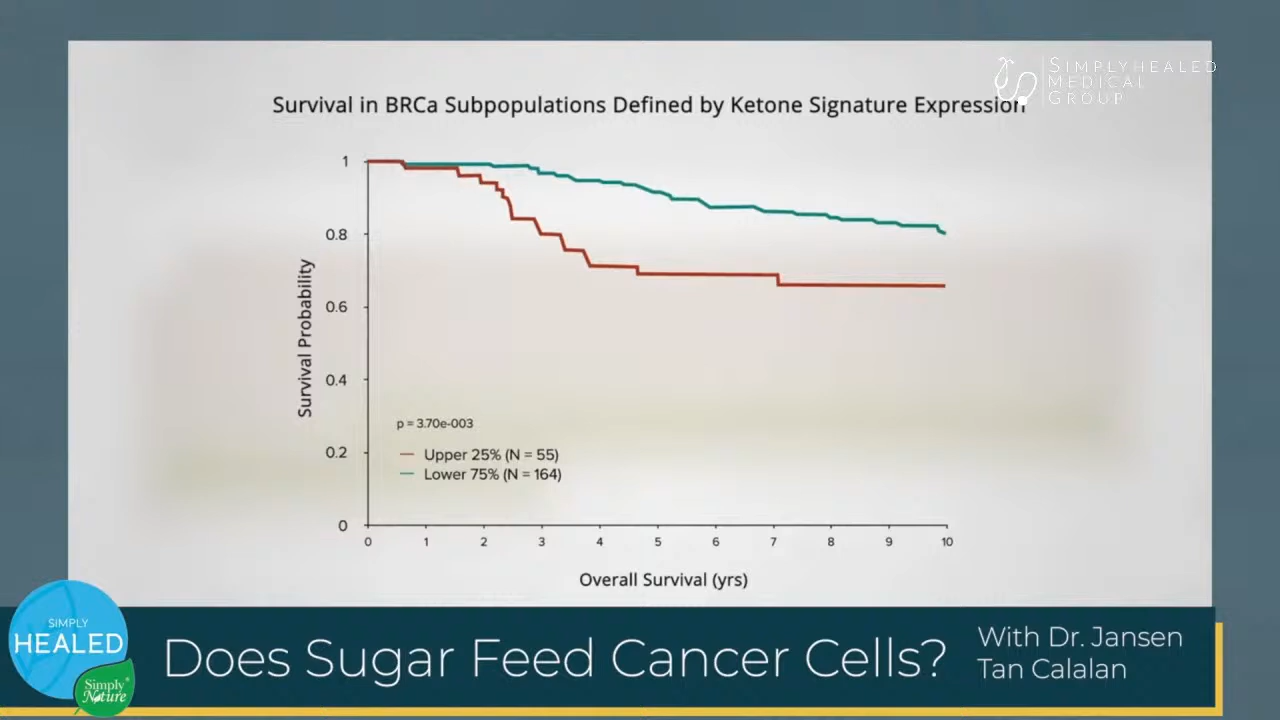 SIMPLYHEALED
MEDICAL
GROUP
Survival in BRCa Subpopulations Defined by Ketone Signature Expression
1
0.8
0.6
0.4
0.2
0
Survival Probability
p = 3.70e-003
Upper 25% (N = 55)
Lower 75% (N = 164)
0 1 2 3 4 5 6 7 8 9 10
Overall Survival (yrs)
SIMPLY
HEALED
Simply
Nature
Does Sugar Feed Cancer Cells?
With Dr. Jansen
Tan Calalan